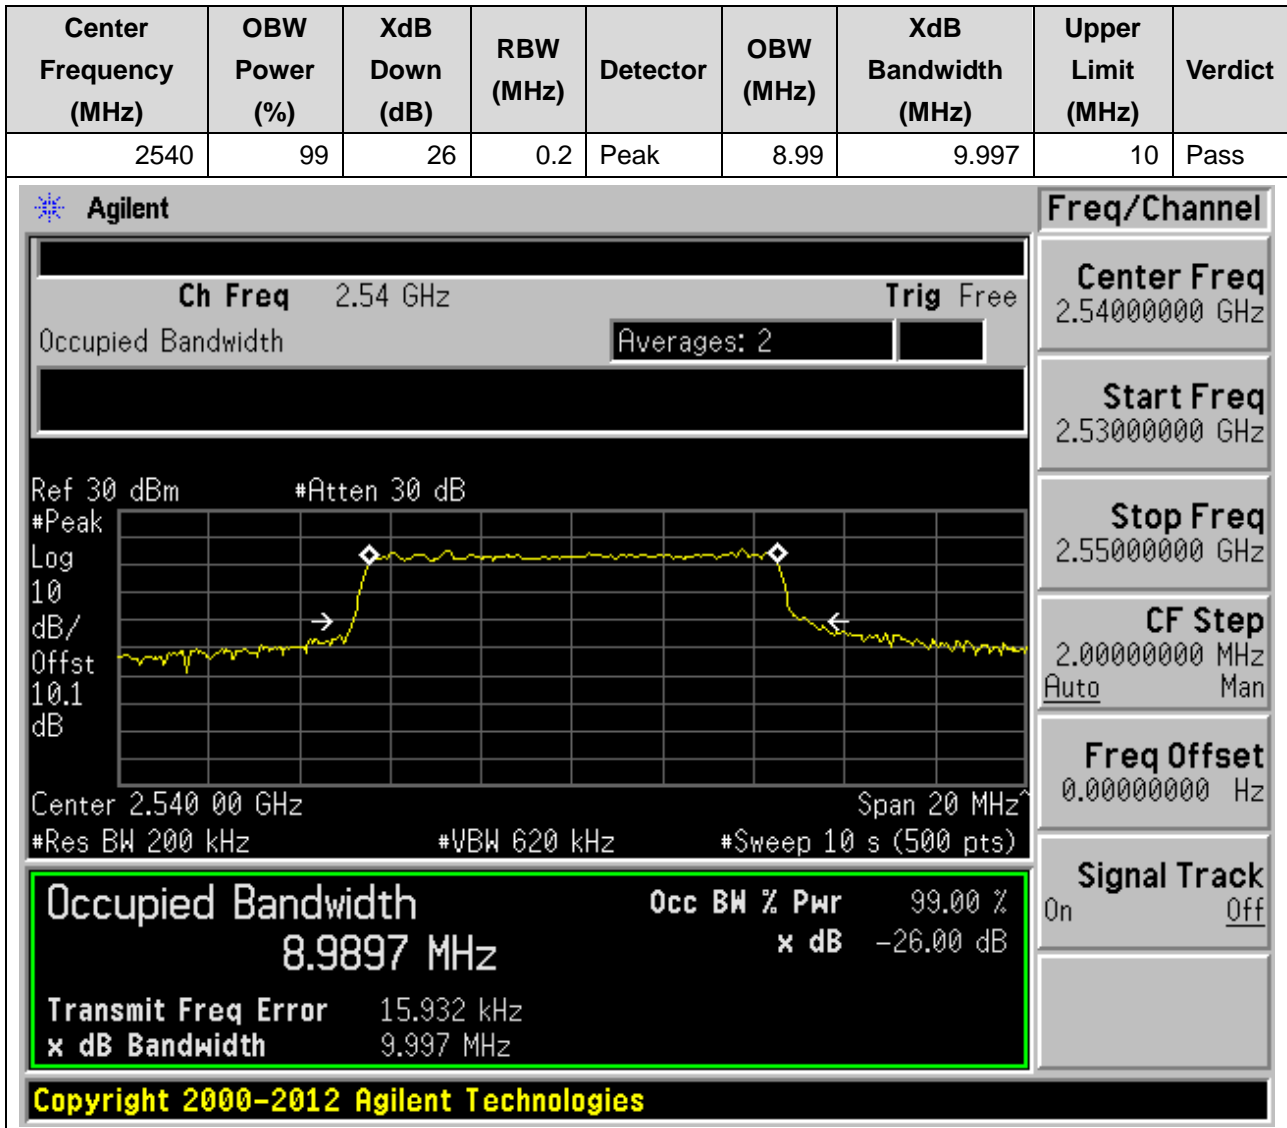 Center Frequency (MHz) OBW Power (%) XdB Down (dB) RBW (MHz) Detector OBW (MHz) XdB Bandwidth (MHz) Upper Limit (MHz) Verdict
2540 99 26 0.2 Peak 8.99 9.997 10 Pass
Agilent
Freq/Channel
Ch Freq 2.54 GHz Trig Free
Occupied Bandwidth Averages: 2
Center Freq
2.54000000 GHz
Start Freq
2.53000000 GHz
Stop Freq
2.55000000 GHz
CF Step
2.00000000 MHz
Auto Man
Freq Offset
0.00000000 Hz
Signal Track
On Off
Ref 30 dBm #Atten 30 dB
#Peak
Log
10
dB/
Offst
10.1
dB
Center 2.540 00 GHz Span 20 MHz^
#Res BW 200 kHz #VBW 620 kHz #Sweep 10 s (500 pts)
Occupied Bandwidth
8.9897 MHz
Occ BW % Pwr 99.00 %
x dB -26.00 dB
Transmit Freq Error 15.932 kHz
x dB Bandwidth 9.997 MHz
Copyright 2000-2012 Agilent Technologies